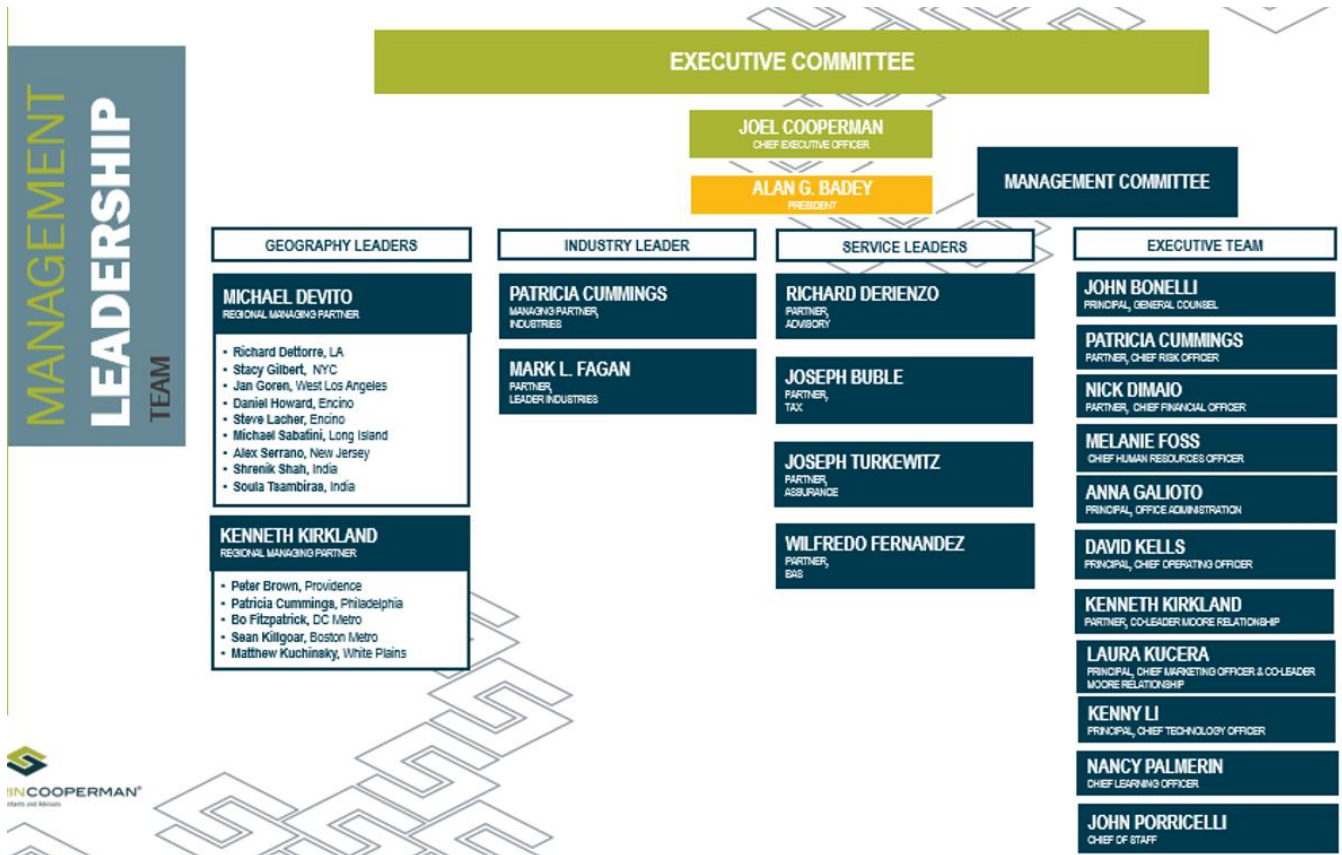 MANAGEMENT
LEADERSHIP
TEAM
EXECUTIVE COMMITTEE
JOEL COOPERMAN
CHIEF EXECUTIVE OFFICER
ALAN G. BADEY
PRESIDENT
MANAGEMENT COMMITTEE
GEOGRAPHY LEADERS
MICHAEL DEVITO
REGIONAL MANAGING PARTNER
• Richard Dettorre, LA
• Stacy Gilbert, NYC
• Jan Goren, West Los Angeles
• Daniel Howard, Encino
• Steve Lacher, Encino
• Michael Sabatini, Long Island
• Alex Serrano, New Jersey
• Shrenik Shah, India
• Soula Tsambiras, India
KENNETH KIRKLAND
REGIONAL MANAGING PARTNER
• Peter Brown, Providence
• Patricia Cummings, Philadelphia
• Bo Fitzpatrick, DC Metro
• Sean Killgoar, Boston Metro
• Matthew Kuchinsky, White Plains
INDUSTRY LEADER
PATRICIA CUMMINGS
MANAGING PARTNER,
INDUSTRIES
MARK L. FAGAN
PARTNER,
LEADER INDUSTRIES
SERVICE LEADERS
RICHARD DERIENZO
PARTNER,
ADVISORY
JOSEPH BUBLE
PARTNER,
TAX
JOSEPH TURKEWITZ
PARTNER,
ASSURANCE
WILFREDO FERNANDEZ
PARTNER,
EAS
EXECUTIVE TEAM
JOHN BONELLI
PRINCIPAL, GENERAL COUNSEL
PATRICIA CUMMINGS
PARTNER, CHIEF RISK OFFICER
NICK DIMAIO
PARTNER, CHIEF FINANCIAL OFFICER
MELANIE FOSS
CHIEF HUMAN RESOURCES OFFICER
ANNA GALIOTO
PRINCIPAL, OFFICE ADMINISTRATION
DAVID KELLS
PRINCIPAL, CHIEF OPERATING OFFICER
KENNETH KIRKLAND
PARTNER, CO-LEADER MOORE RELATIONSHIP
LAURA KUCERA
PRINCIPAL, CHIEF MARKETING OFFICER & CO-LEADER
MOORE RELATIONSHIP
KENNY LI
PRINCIPAL, CHIEF TECHNOLOGY OFFICER
NANCY PALMERIN
CHIEF LEARNING OFFICER
JOHN PORRICELLI
CHIEF OF STAFF
INCOOPERMAN®
and Advisors